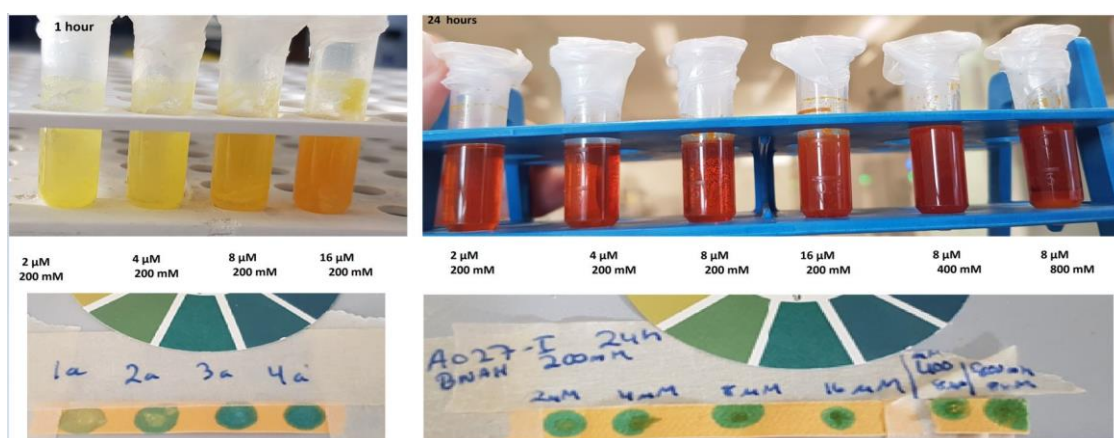 1 hour
24 hours
2 µM 4 µM 8 µM 16 µM
200 mM 200 mM 200 mM 200 mM
2 µM 4 µM 8 µM 16 µM 8 µM 8 µM
200 mM 200 mM 200 mM 200 mM 400 mM 800 mM
1a 2a 3a 4a
A027-I 24h
BNAH 200mM
2µM 4µM 8µM 16µM
400